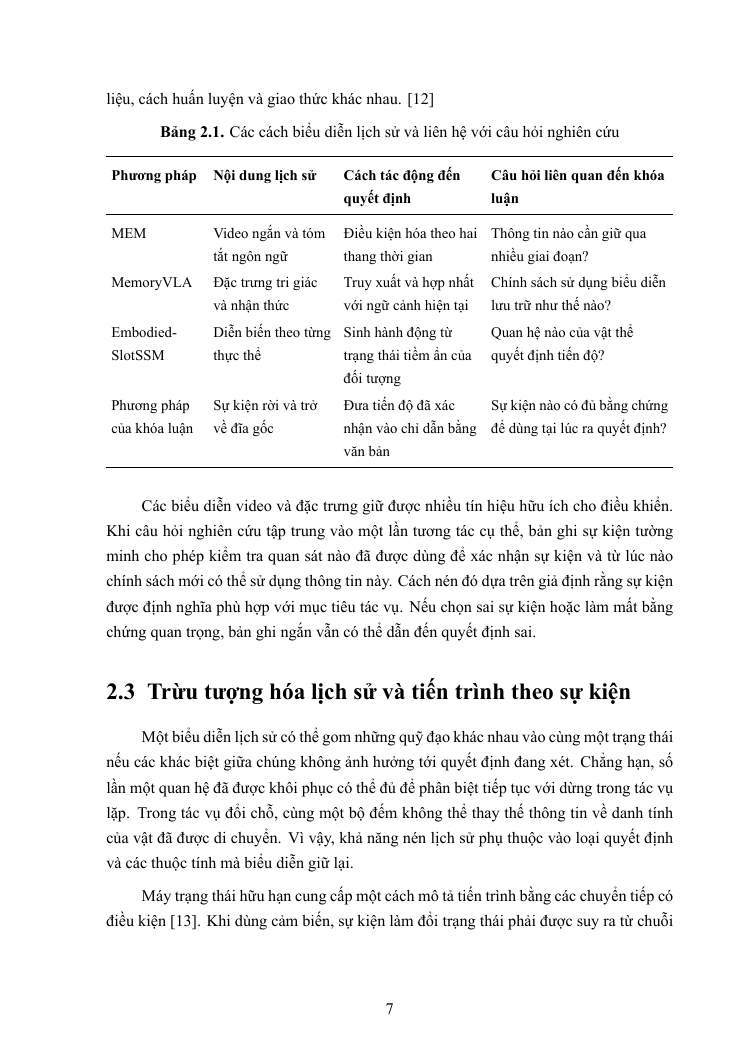 liệu, cách huấn luyện và giao thức khác nhau. [12]
Bảng 2.1. Các cách biểu diễn lịch sử và liên hệ với câu hỏi nghiên cứu
Phương pháp Nội dung lịch sử Cách tác động đến quyết định Câu hỏi liên quan đến khóa luận
MEM Video ngắn và tóm tắt ngôn ngữ Điều kiện hóa theo hai thang thời gian Thông tin nào cần giữ qua nhiều giai đoạn?
MemoryVLA Đặc trưng tri giác và nhận thức Truy xuất và hợp nhất với ngữ cảnh hiện tại Chính sách sử dụng biểu diễn lưu trữ như thế nào?
Embodied-SlotSSM Diễn biến theo từng thực thể Sinh hành động từ trạng thái tiềm ẩn của đối tượng Quan hệ nào của vật thể quyết định tiến độ?
Phương pháp của khóa luận Sự kiện rời và trở về đĩa gốc Đưa tiến độ đã xác nhận vào chỉ dẫn bằng văn bản Sự kiện nào có đủ bằng chứng để dùng tại lúc ra quyết định?
Các biểu diễn video và đặc trưng giữ được nhiều tín hiệu hữu ích cho điều khiển.
Khi câu hỏi nghiên cứu tập trung vào một lần tương tác cụ thể, bản ghi sự kiện tường
minh cho phép kiểm tra quan sát nào đã được dùng để xác nhận sự kiện và từ lúc nào
chính sách mới có thể sử dụng thông tin này. Cách nén đó dựa trên giả định rằng sự kiện
được định nghĩa phù hợp với mục tiêu tác vụ. Nếu chọn sai sự kiện hoặc làm mất bằng
chứng quan trọng, bản ghi ngắn vẫn có thể dẫn đến quyết định sai.
2.3 Trừu tượng hóa lịch sử và tiến trình theo sự kiện
Một biểu diễn lịch sử có thể gom những quỹ đạo khác nhau vào cùng một trạng thái
nếu các khác biệt giữa chúng không ảnh hưởng tới quyết định đang xét. Chẳng hạn, số
lần một quan hệ đã được khôi phục có thể đủ để phân biệt tiếp tục với dừng trong tác vụ
lặp. Trong tác vụ đổi chỗ, cùng một bộ đếm không thể thay thế thông tin về danh tính
của vật đã được di chuyển. Vì vậy, khả năng nén lịch sử phụ thuộc vào loại quyết định
và các thuộc tính mà biểu diễn giữ lại.
Máy trạng thái hữu hạn cung cấp một cách mô tả tiến trình bằng các chuyển tiếp có
điều kiện [13]. Khi dùng cảm biến, sự kiện làm đổi trạng thái phải được suy ra từ chuỗi
7